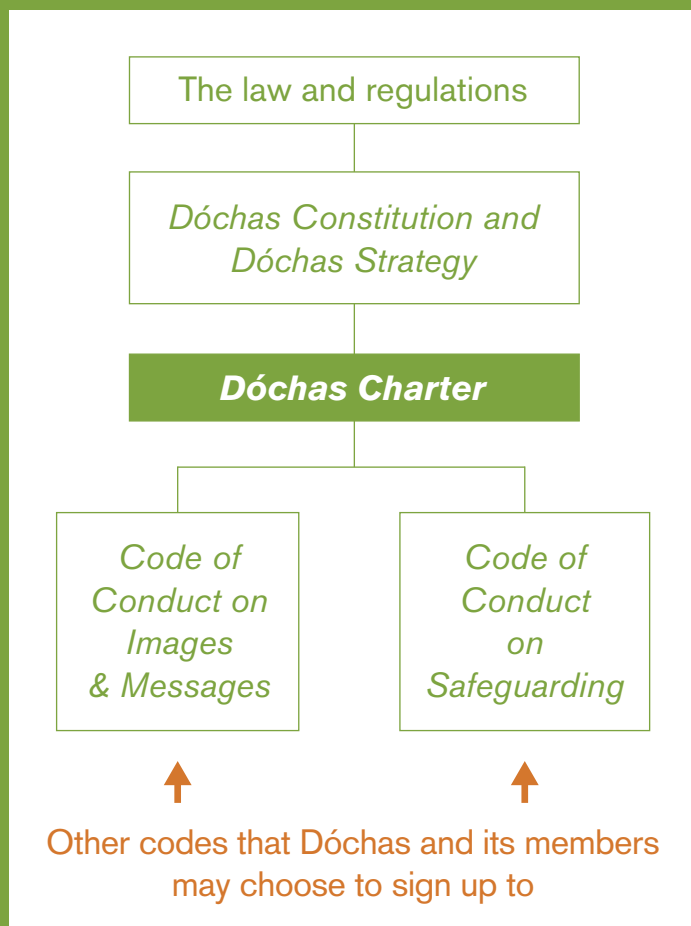 The law and regulations
Dóchas Constitution and
Dóchas Strategy
Dóchas Charter
Code of
Conduct on
Images
& Messages
Code of
Conduct
on
Safeguarding
Other codes that Dóchas and its members
may choose to sign up to